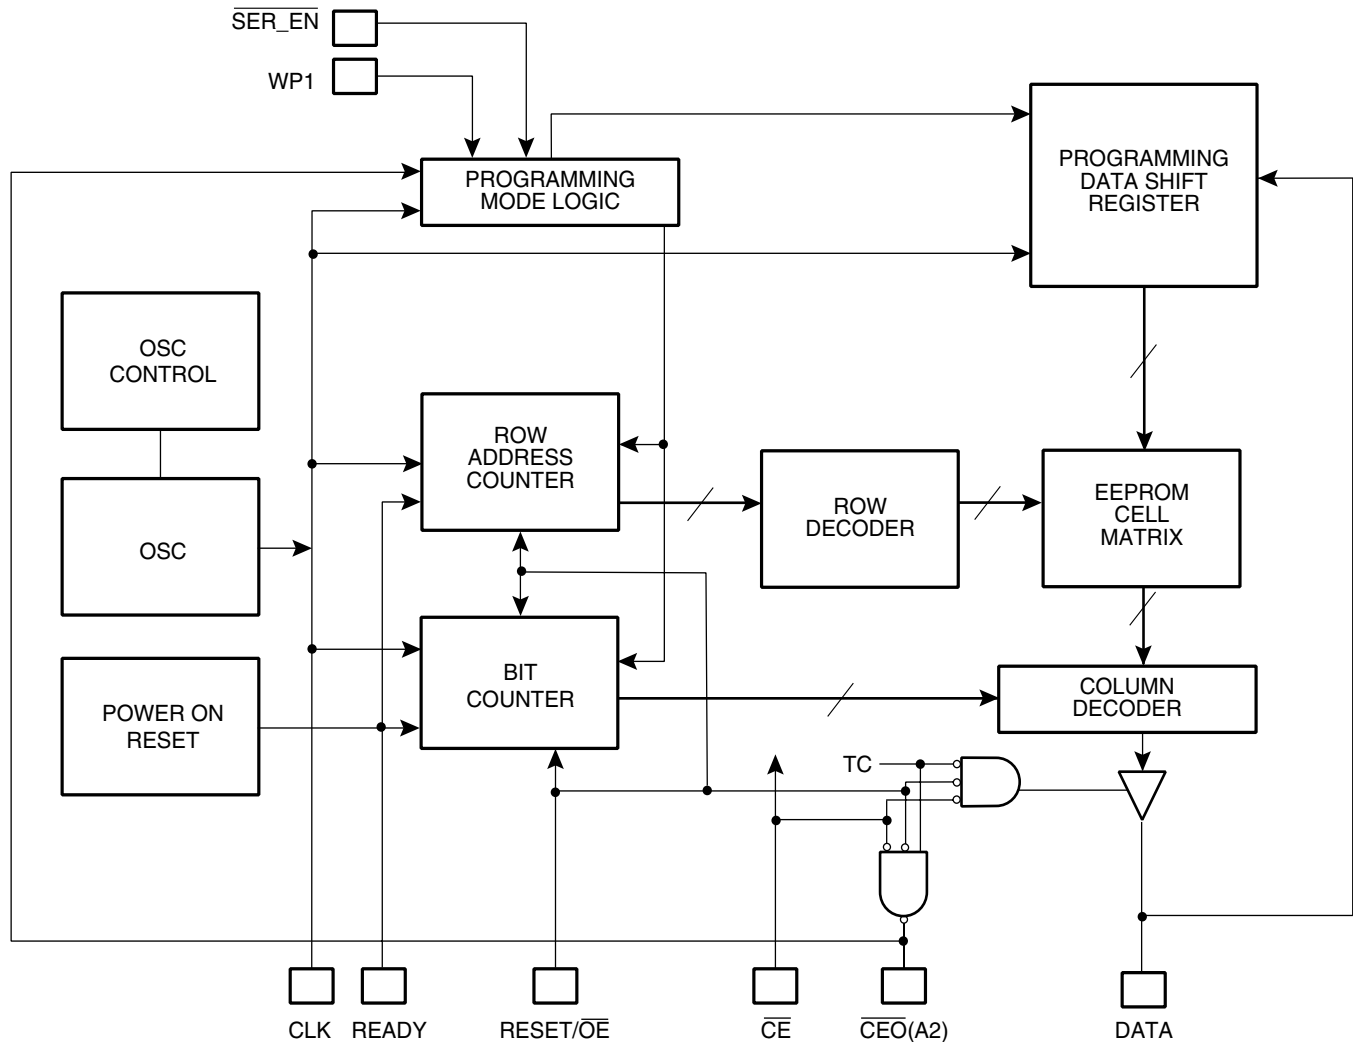 SER_EN
WP1
PROGRAMMING
MODE LOGIC
PROGRAMMING
DATA SHIFT
REGISTER
OSC
CONTROL
ROW
ADDRESS
COUNTER
ROW
DECODER
EEPROM
CELL
MATRIX
OSC
BIT
COUNTER
COLUMN
DECODER
POWER ON
RESET
TC
CLK
READY
RESET/OE
CE
CEO(A2)
DATA